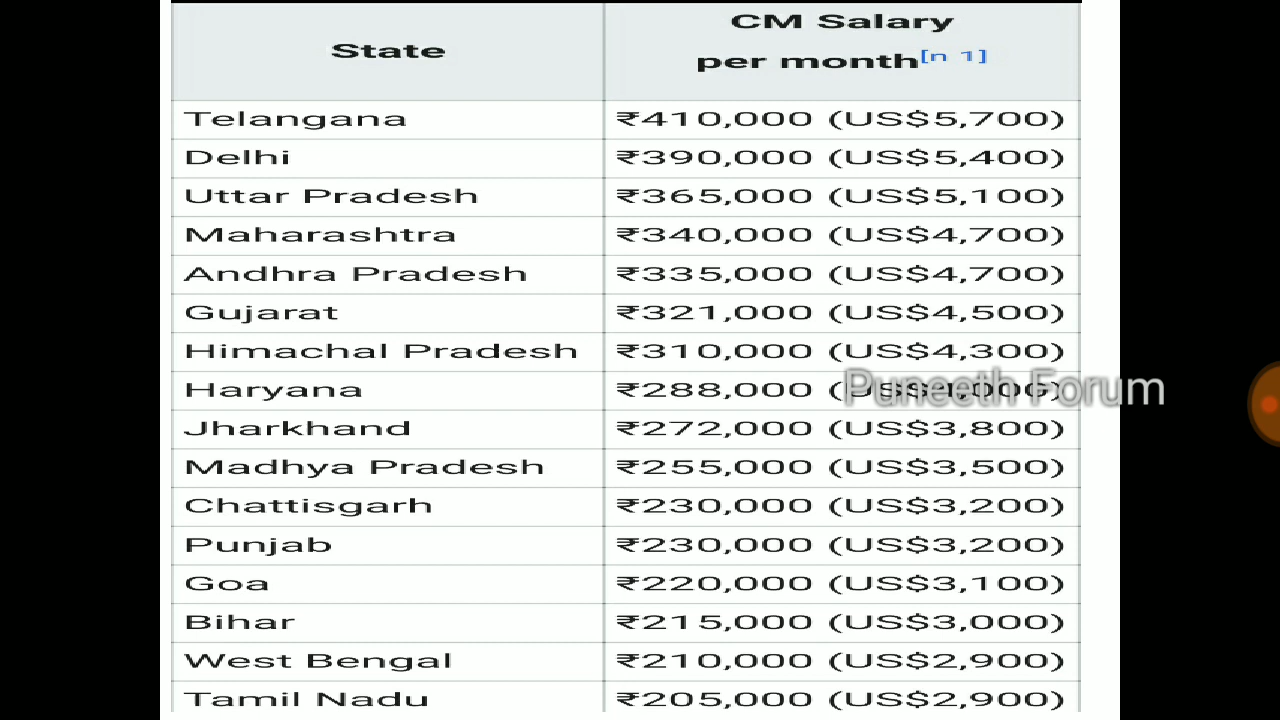 State CM Salary per month[n 1]
Telangana ₹410,000 (US$5,700)
Delhi ₹390,000 (US$5,400)
Uttar Pradesh ₹365,000 (US$5,100)
Maharashtra ₹340,000 (US$4,700)
Andhra Pradesh ₹335,000 (US$4,700)
Gujarat ₹321,000 (US$4,500)
Himachal Pradesh ₹310,000 (US$4,300)
Haryana ₹288,000 (US$4,000)
Puneeth Forum
Jharkhand ₹272,000 (US$3,800)
Madhya Pradesh ₹255,000 (US$3,500)
Chattisgarh ₹230,000 (US$3,200)
Punjab ₹230,000 (US$3,200)
Goa ₹220,000 (US$3,100)
Bihar ₹215,000 (US$3,000)
West Bengal ₹210,000 (US$2,900)
Tamil Nadu ₹205,000 (US$2,900)